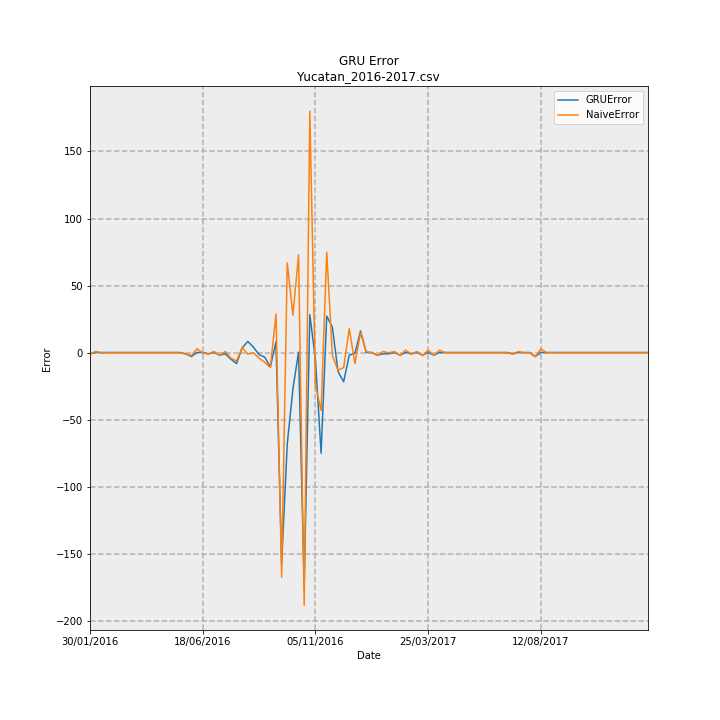 GRU Error
Yucatan_2016-2017.csv
GRUError
NaiveError
150
100
50
0
−50
−100
−150
−200
Error
30/01/2016
18/06/2016
05/11/2016
25/03/2017
12/08/2017
Date